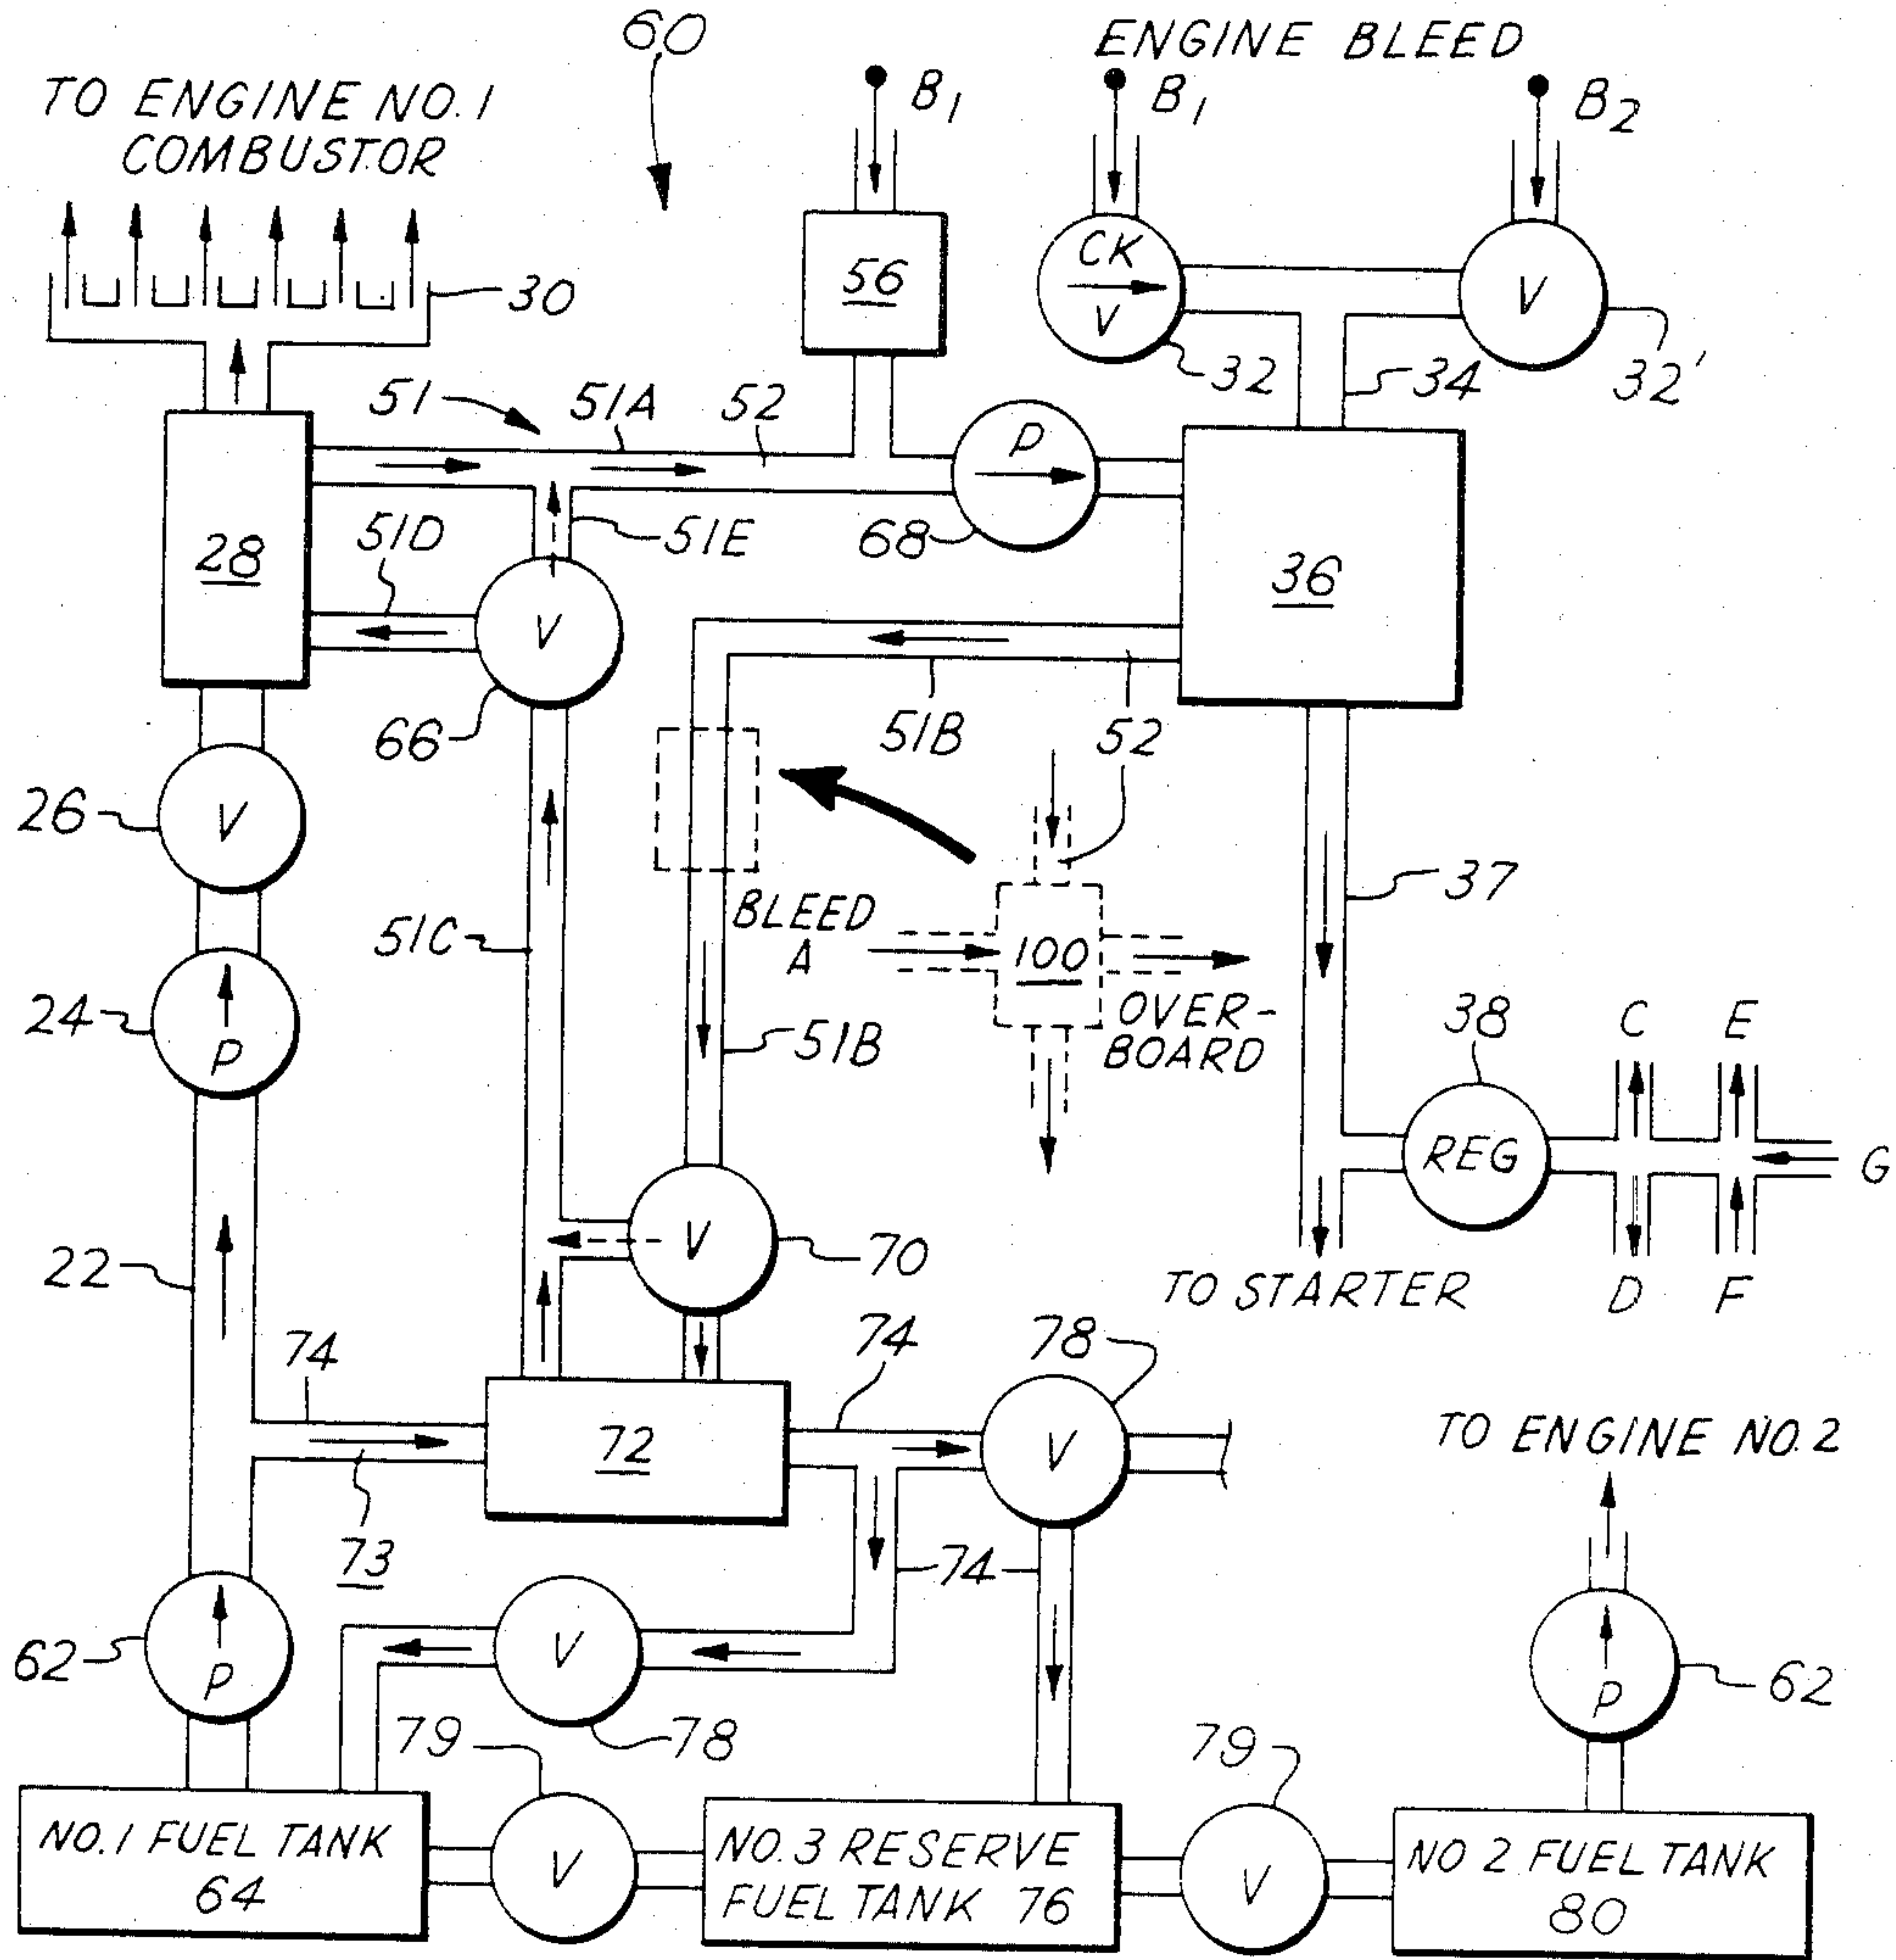 60
ENGINE BLEED
TO ENGINE NO.1
COMBUSTOR
B1
B1
B2
30
56
CK
V
V
32
34
32'
51
51A
52
P
28
51D
51E
68
36
V
66
51B
52
26
V
37
BLEED
A
51C
100
24
P
OVER-
BOARD
51B
38
C
E
REG
G
V
70
22
TO STARTER
D
F
74
74
78
72
V
TO ENGINE NO.2
73
74
62
P
V
P
62
79
78
79
NO.1 FUEL TANK
64
V
NO.3 RESERVE
FUEL TANK 76
V
NO 2 FUEL TANK
80